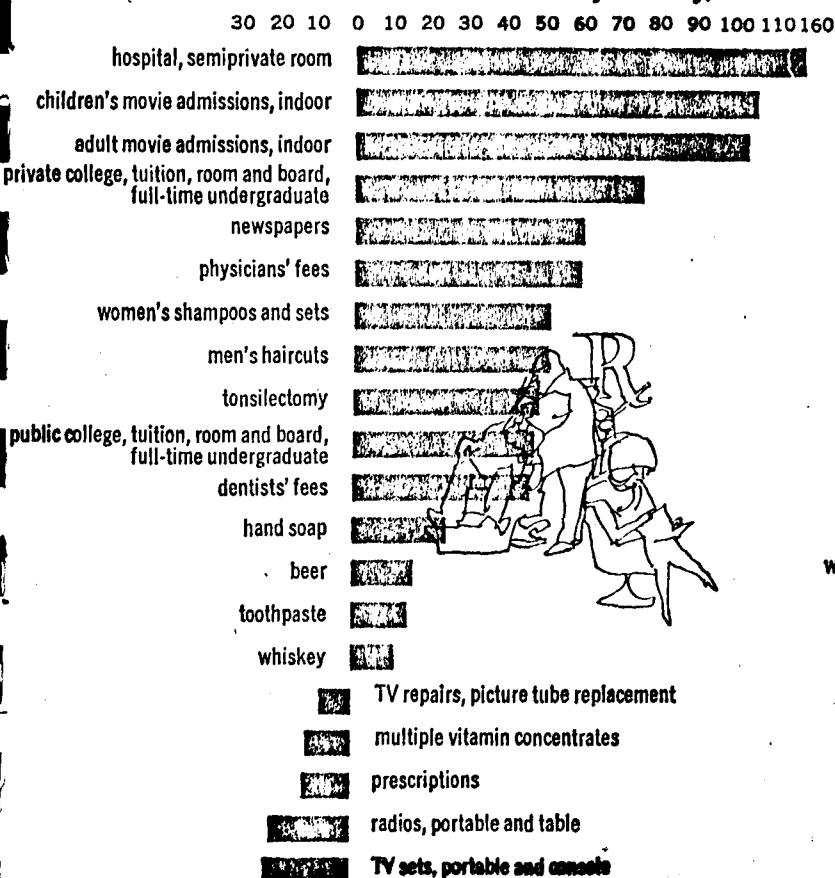 30 20 10 0 10 20 30 40 50 60 70 80 90 100 110 160
hospital, semiprivate room
children's movie admissions, indoor
adult movie admissions, indoor
private college, tuition, room and board,
full-time undergraduate
newspapers
physicians' fees
women's shampoos and sets
men's haircuts
tonsilectomy
public college, tuition, room and board,
full-time undergraduate
dentists' fees
hand soap
beer
toothpaste
whiskey
TV repairs, picture tube replacement
multiple vitamin concentrates
prescriptions
radios, portable and table
TV sets, portable and console